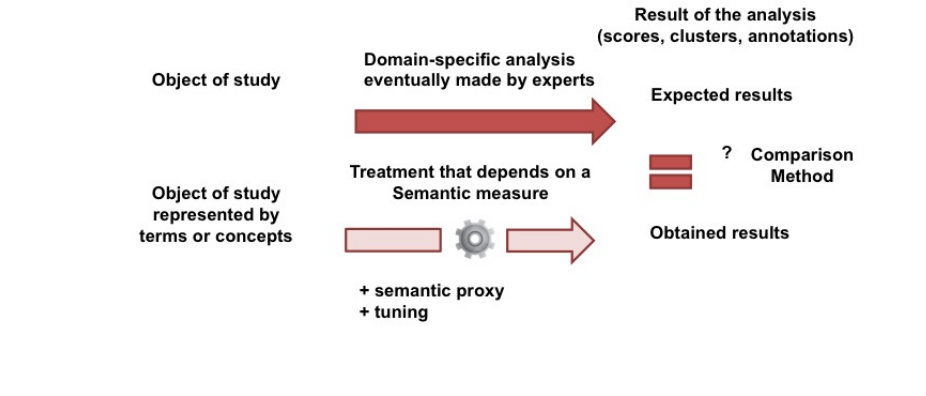 Result of the analysis
(scores, clusters, annotations)
Domain-specific analysis
eventually made by experts
Object of study
Expected results
? Comparison
Method
Treatment that depends on a
Semantic measure
Object of study
represented by
terms or concepts
Obtained results
+ semantic proxy
+ tuning